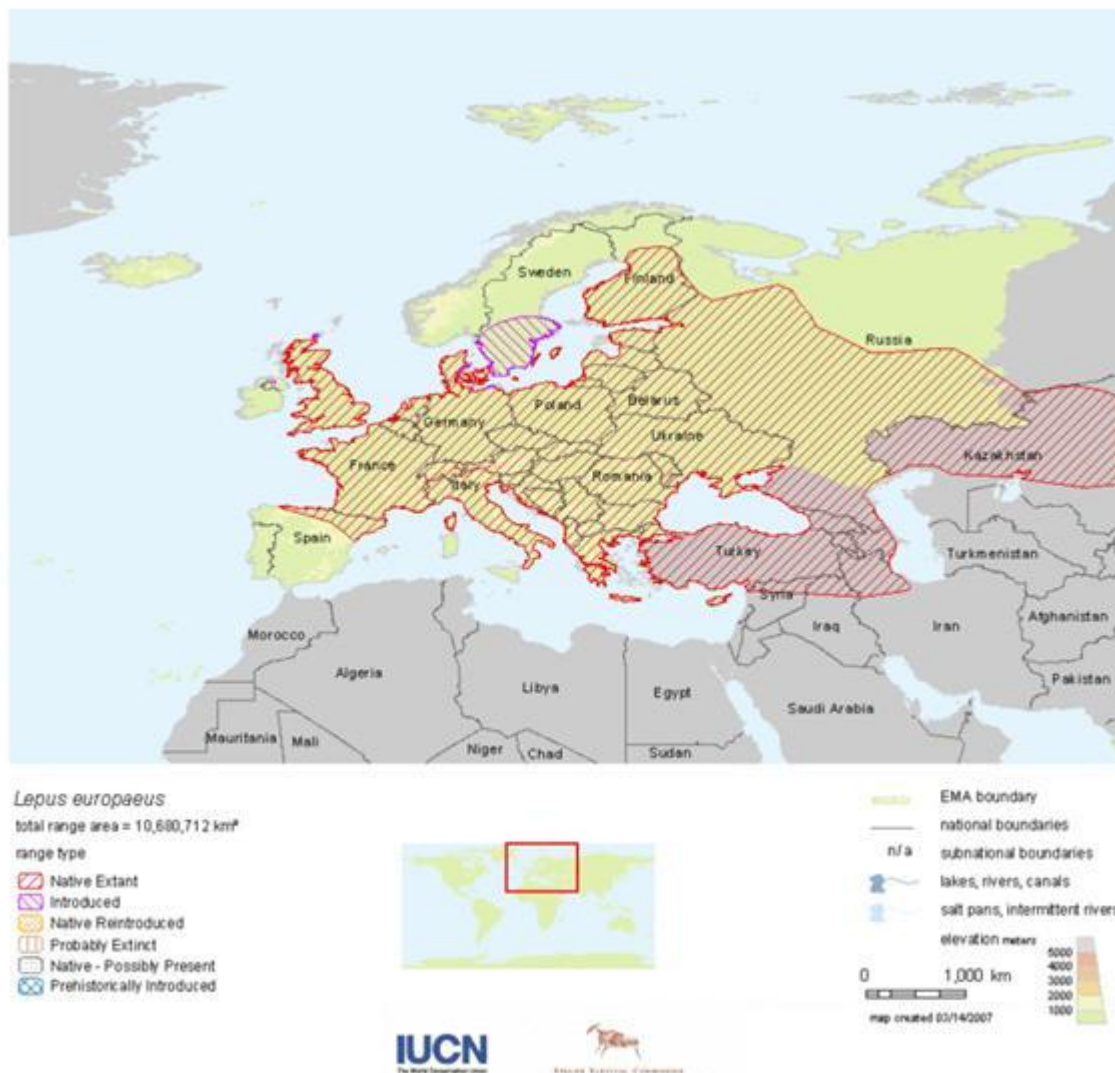 Sweden
Finland
Russia
Poland
Belarus
Germany
Ukraine
France
Kazakhstan
Romania
Italy
Spain
Turkey
Turkmenistan
Syria
Morocco
Iraq
Iran
Afghanistan
Algeria
Libya
Egypt
Pakistan
Saudi Arabia
Mauritania
Mali
Niger
Chad
Sudan
Lepus europaeus
total range area = 10,680,712 km²
range type
Native Extant
Introduced
Native Reintroduced
Probably Extinct
Native - Possibly Present
Prehistorically Introduced
EMA boundary
national boundaries
n/a subnational boundaries
lakes, rivers, canals
salt pans, intermittent rivers
elevation meters
5000
4000
3000
2000
1000
0 1,000 km
map created 03/14/2007
IUCN
The World Conservation Union